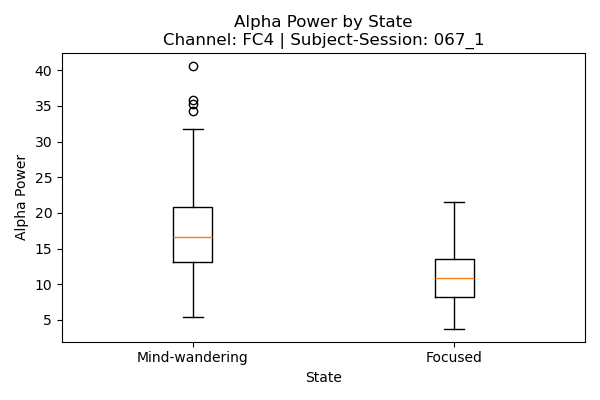 Alpha Power by State
Channel: FC4 | Subject-Session: 067_1
40
35
30
25
20
15
10
5
Alpha Power
Mind-wandering
Focused
State